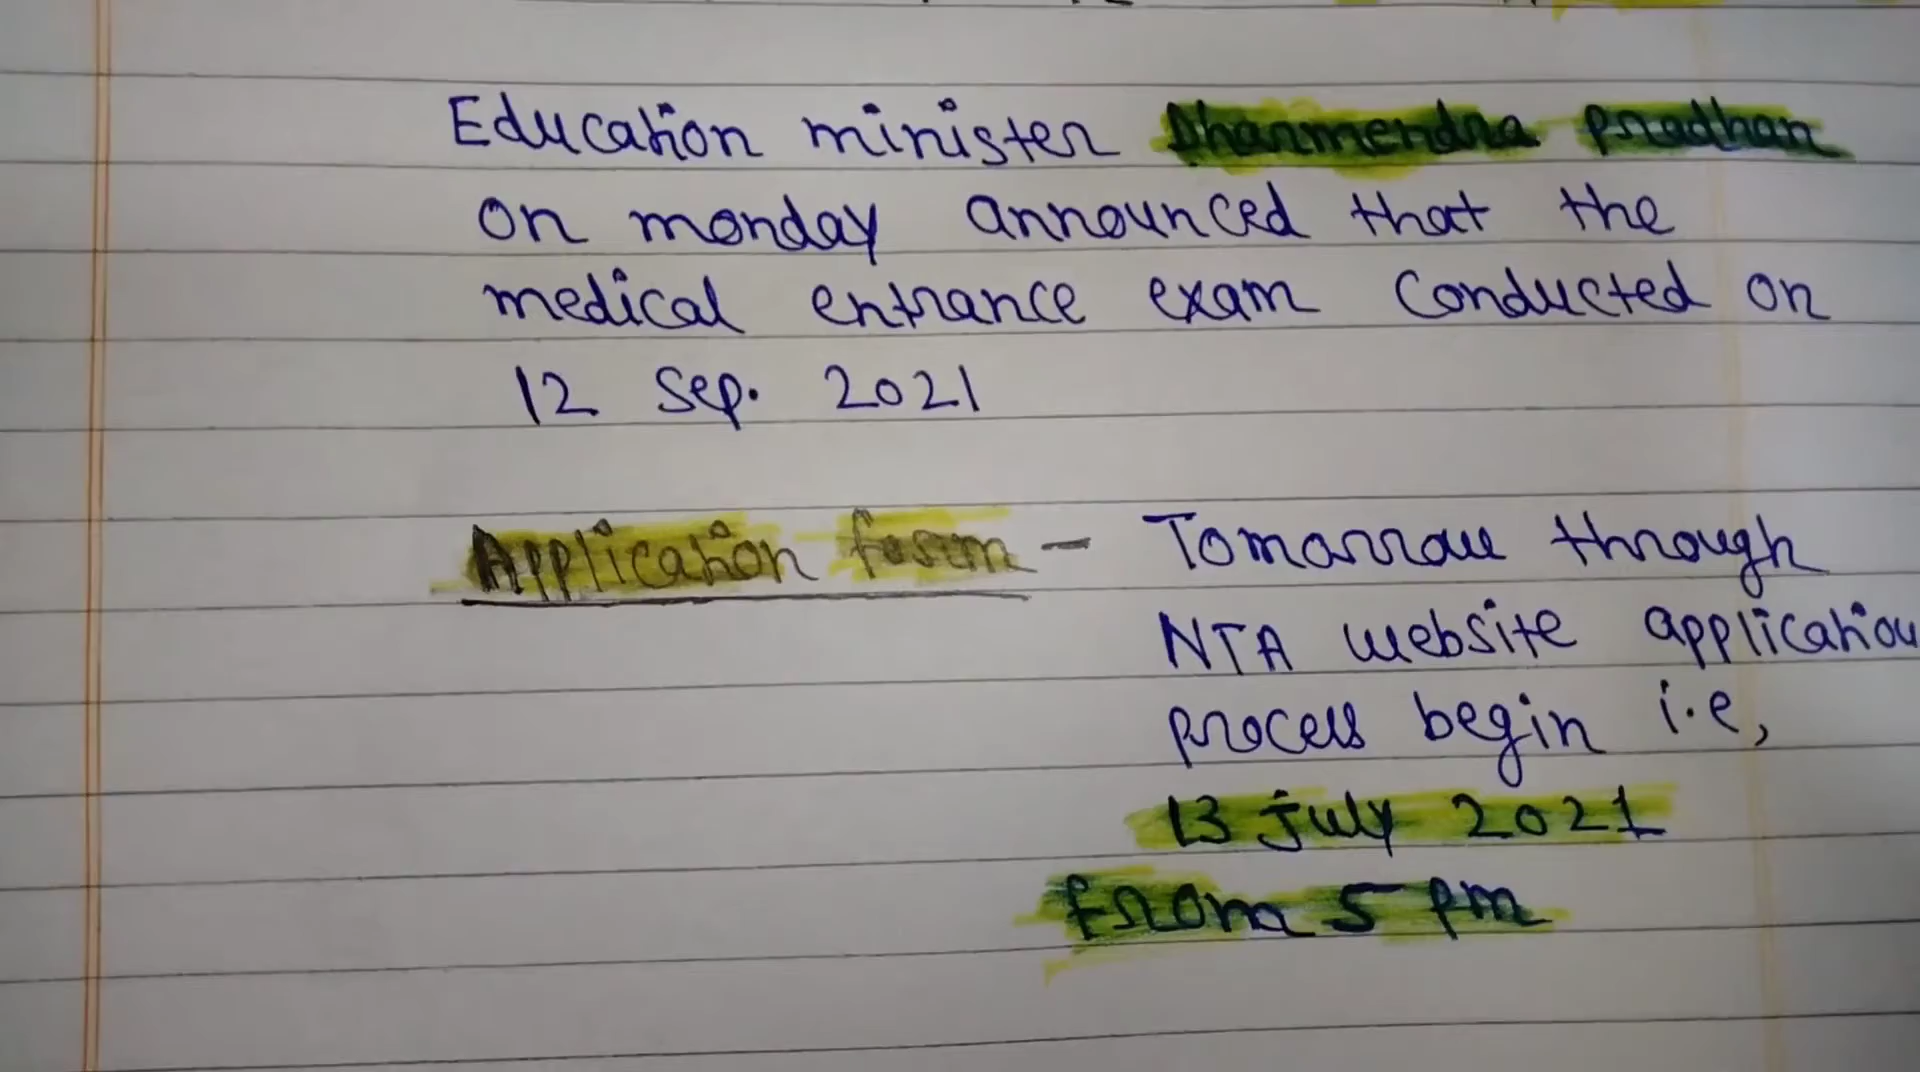 Education minister Dharmendra pradhan
on monday announced that the
medical entrance exam Conducted on
12 Sep. 2021
Application form - Tomorrow through
NTA website application
process begin i.e,
13 July 2021
from 5 pm